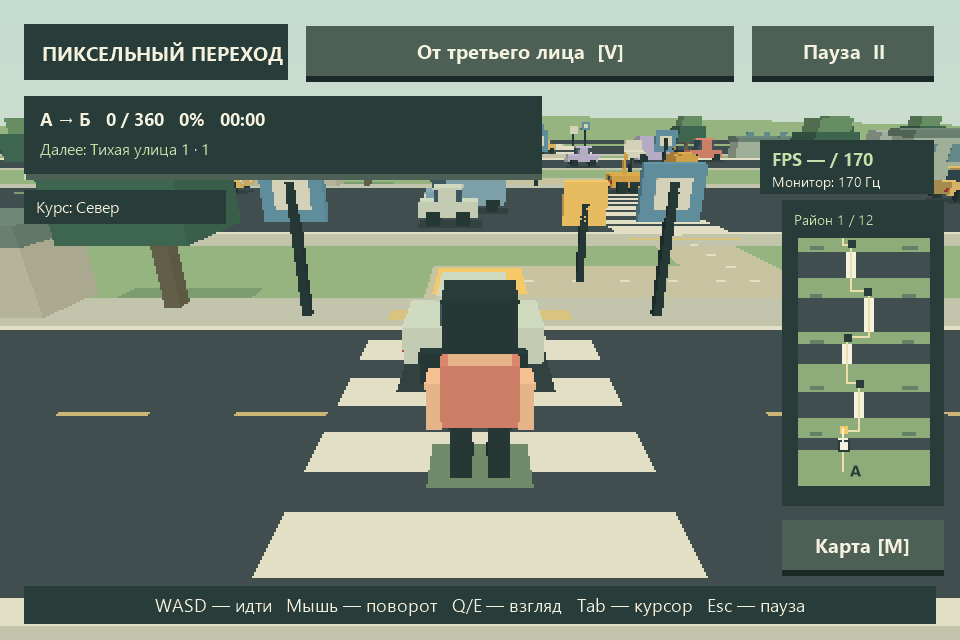 ПИКСЕЛЬНЫЙ ПЕРЕХОД
От третьего лица [V]
Пауза II
А → Б 0 / 360 0% 00:00
Далее: Тихая улица 1 · 1
Курс: Север
FPS — / 170
Монитор: 170 Гц
Район 1 / 12
А
Карта [M]
WASD — идти Мышь — поворот Q/E — взгляд Tab — курсор Esc — пауза